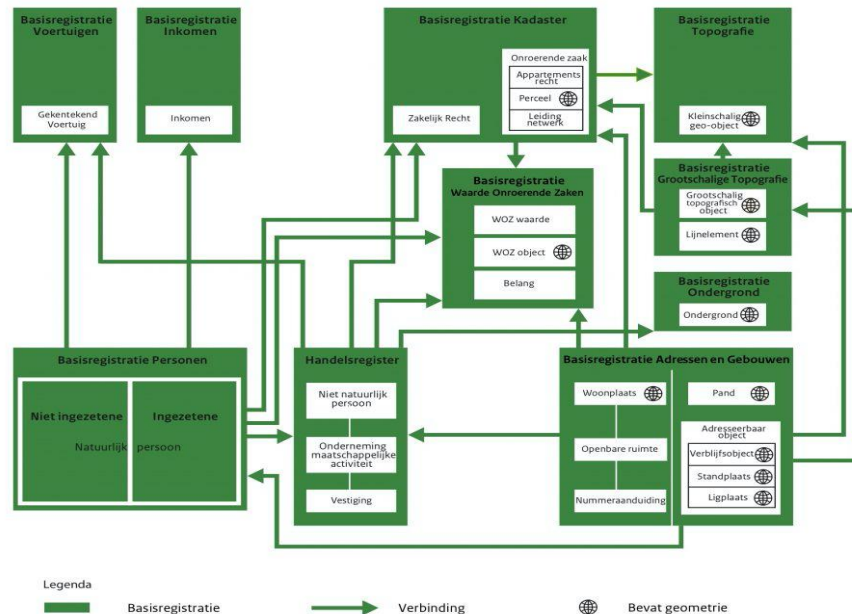 Basisregistratie
Voertuigen
Gekentekend
Voertuig
Basisregistratie
Inkomen
Inkomen
Basisregistratie Kadaster
Zakelijk Recht
Onroerende zaak
Appartements
recht
Perceel
Leiding
netwerk
Basisregistratie
Topografie
Kleinschalig
geo-object
Basisregistratie
Waarde Onroerende Zaken
WOZ waarde
WOZ object
Belang
Basisregistratie
Grootschalige Topografie
Grootschalig
topografisch
object
Lijnelement
Basisregistratie
Ondergrond
Ondergrond
Basisregistratie Personen
Niet ingezetene
Ingezetene
Natuurlijk persoon
Handelsregister
Niet natuurlijk
persoon
Onderneming
maatschappelijke
activiteit
Vestiging
Basisregistratie Adressen en Gebouwen
Woonplaats
Openbare ruimte
Nummeraanduiding
Pand
Adresseerbaar
object
Verblijfsobject
Standplaats
Ligplaats
Legenda
Basisregistratie
Verbinding
Bevat geometrie